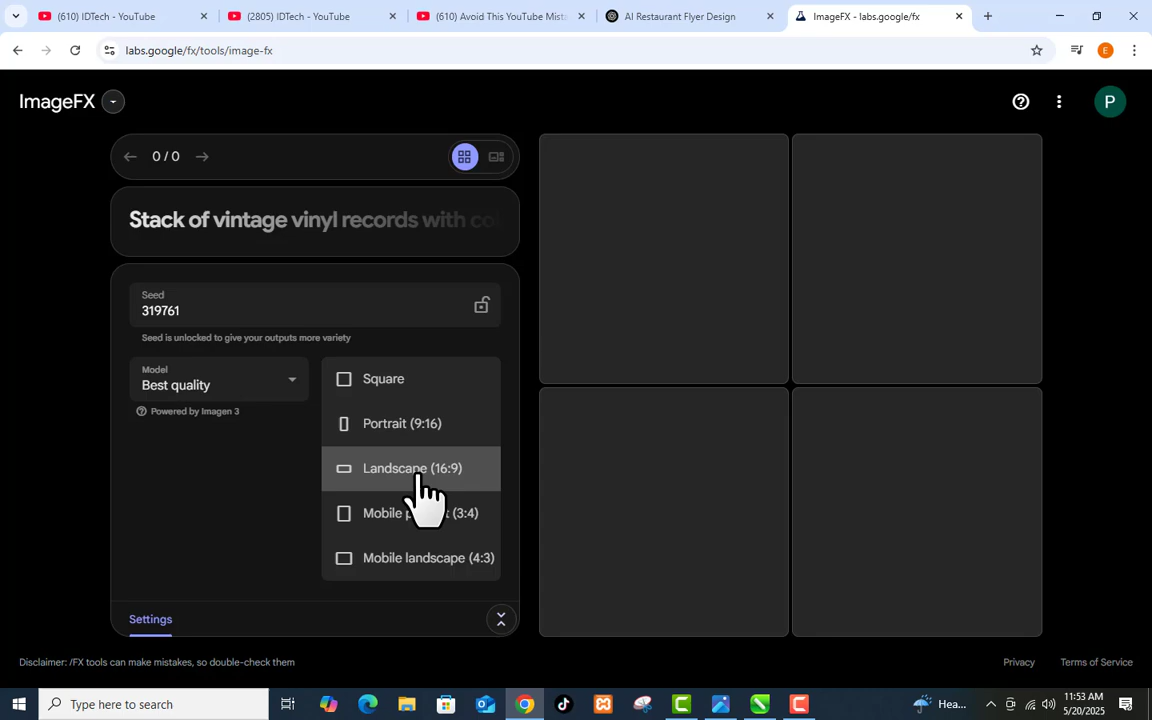 (610) IDTech - YouTube
(2805) IDTech - YouTube
(610) Avoid This YouTube Mist
AI Restaurant Flyer Design
ImageFX - labs.google/fx
labs.google/fx/tools/image-fx
E
ImageFX
P
0 / 0
Stack of vintage vinyl records with co
Seed
319761
Seed is unlocked to give your outputs more variety
Model
Best quality
Powered by Imagen 3
Square
Portrait (9:16)
Landscape (16:9)
Mobile p t (3:4)
Mobile landscape (4:3)
Settings
Disclaimer: /FX tools can make mistakes, so double-check them
Privacy
Terms of Service
Type here to search
Hea...
11:53 AM
5/20/2025